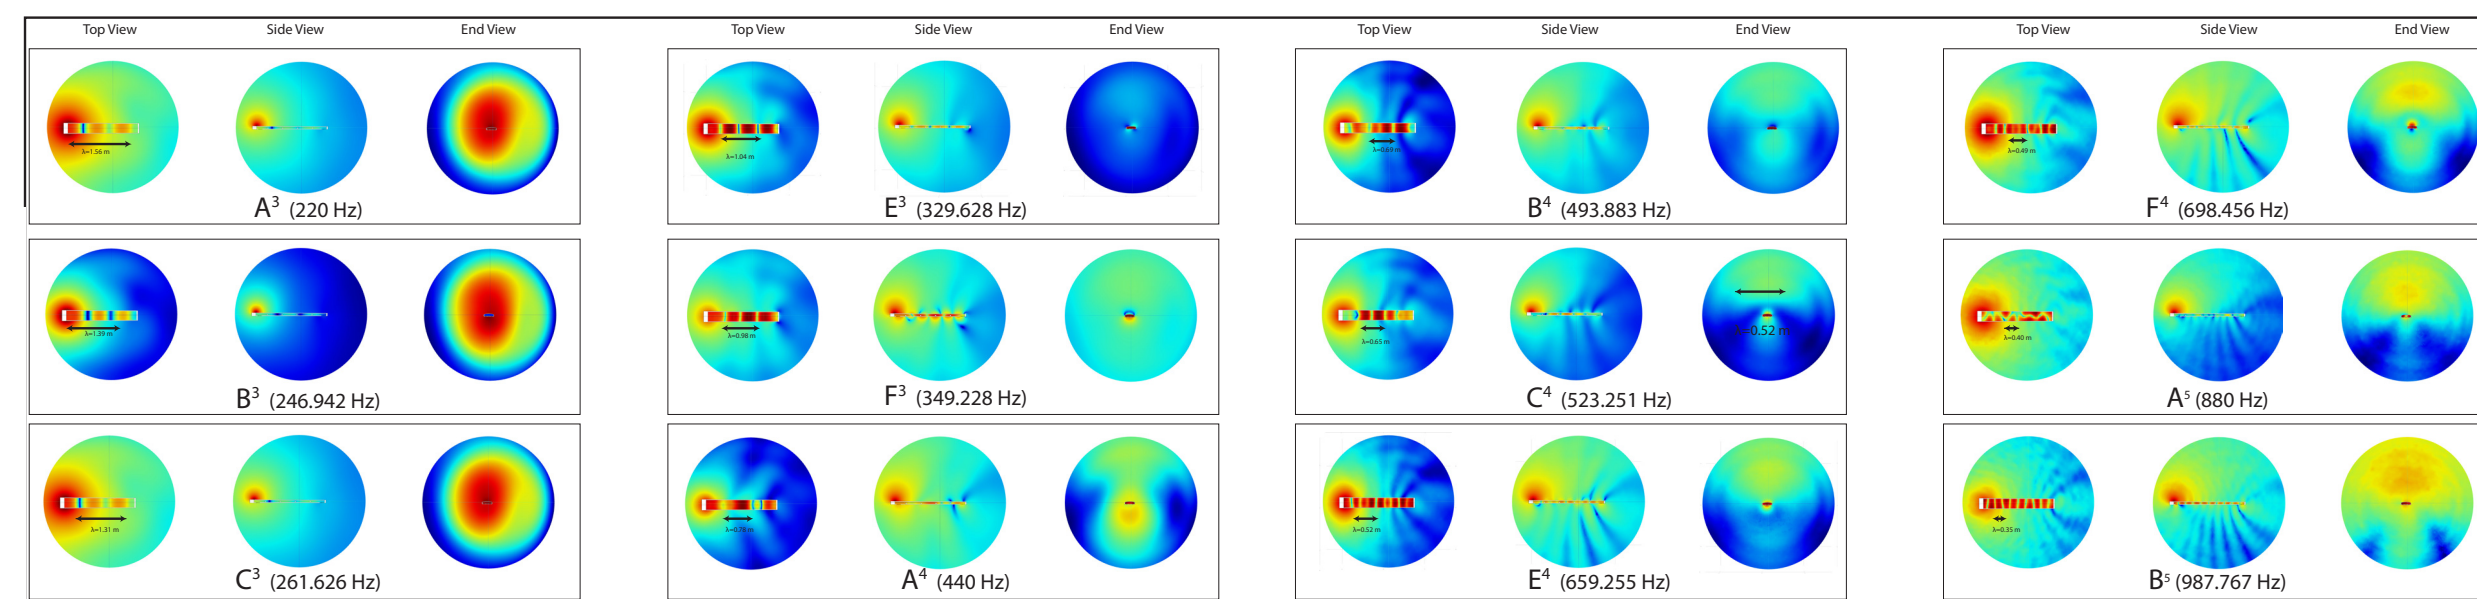 Top View Side View End View Top View Side View End View Top View Side View End View Top View Side View End View
λ=1.56 m
A³ (220 Hz)
λ=1.04 m
E³ (329.628 Hz)
λ=0.69 m
B⁴ (493.883 Hz)
λ=0.49 m
F⁴ (698.456 Hz)
λ=1.39 m
B³ (246.942 Hz)
λ=0.98 m
F³ (349.228 Hz)
λ=0.65 m
λ=0.52 m
C⁴ (523.251 Hz)
λ=0.40 m
A⁵ (880 Hz)
λ=1.31 m
C³ (261.626 Hz)
A⁴ (440 Hz)
λ=0.52 m
E⁴ (659.255 Hz)
λ=0.35 m
B⁵ (987.767 Hz)